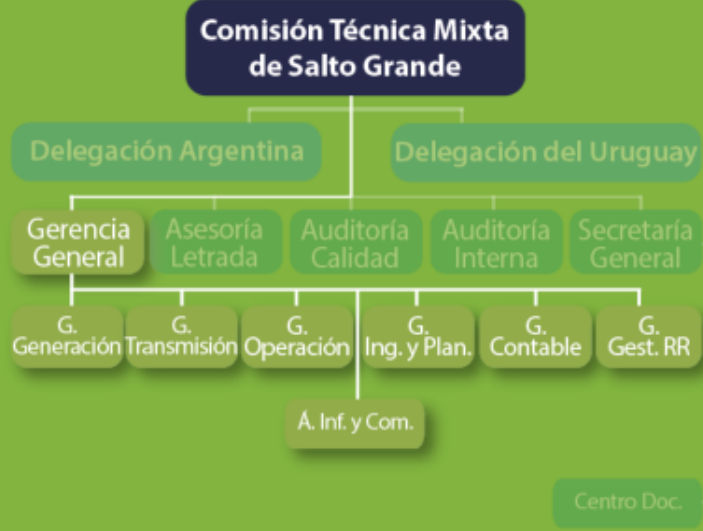 Comisión Técnica Mixta
de Salto Grande
Delegación Argentina
Delegación del Uruguay
Gerencia
General
Asesoría
Letrada
Auditoría
Calidad
Auditoría
Interna
Secretaría
General
G.
Generación
G.
Transmisión
G.
Operación
G.
Ing. y Plan.
G.
Contable
G.
Gest. RR
Á. Inf. y Com.
Centro Doc.